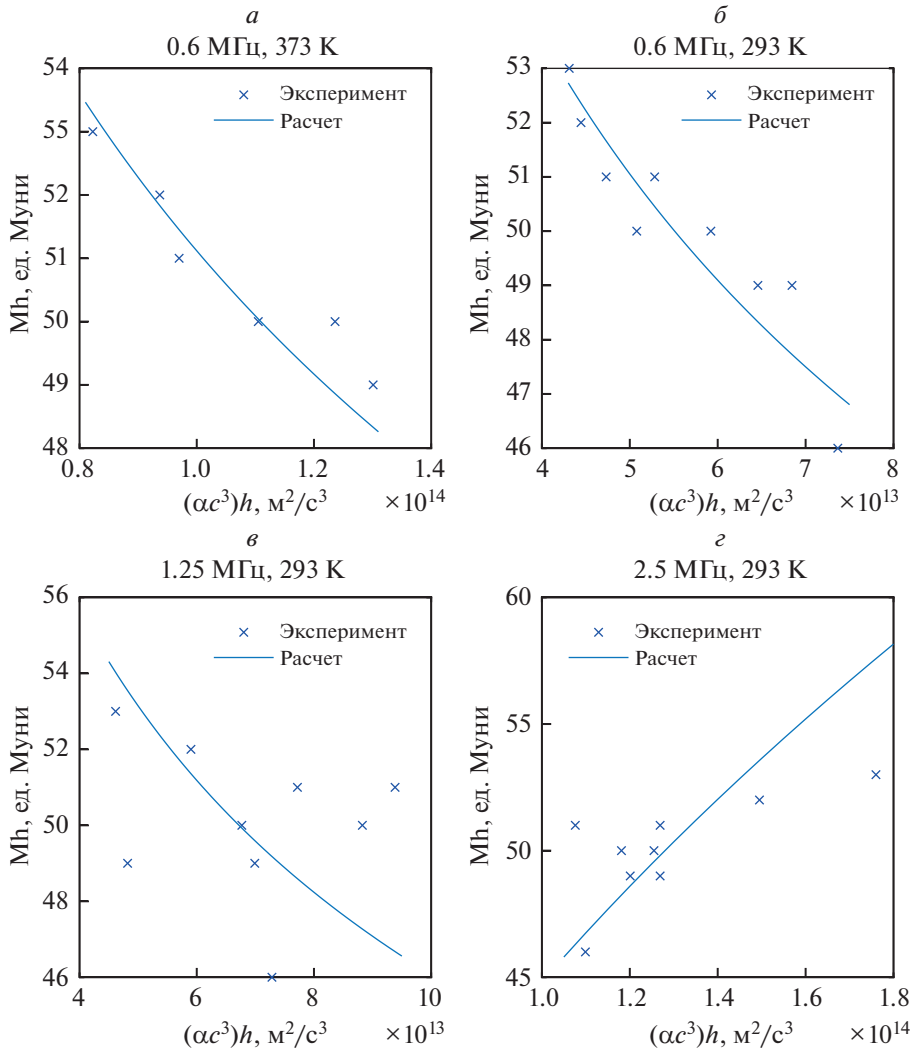 а
0.6 МГц, 373 K
54
55
52
51
50
49
48
Mh, ед. Муни
× Эксперимент
Расчет
0.8 1.0 1.2 1.4
(αc³)h, м²/с³ ×10¹⁴
б
0.6 МГц, 293 K
53
52
51
50
49
48
47
46
Mh, ед. Муни
× Эксперимент
Расчет
4 5 6 7 8
(αc³)h, м²/с³ ×10¹³
в
1.25 МГц, 293 K
56
54
52
50
48
46
Mh, ед. Муни
× Эксперимент
Расчет
4 6 8 10
(αc³)h, м²/с³ ×10¹³
г
2.5 МГц, 293 K
60
55
50
45
Mh, ед. Муни
× Эксперимент
Расчет
1.0 1.2 1.4 1.6 1.8
(αc³)h, м²/с³ ×10¹⁴